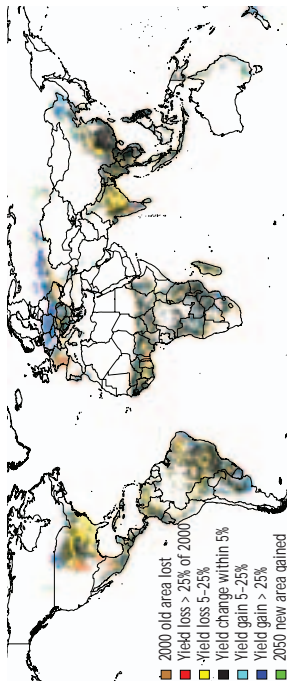 2000 old area lost
Yield loss > 25% of 2000
Yield loss 5–25%
Yield change within 5%
Yield gain 5–25%
Yield gain > 25%
2050 new area gained